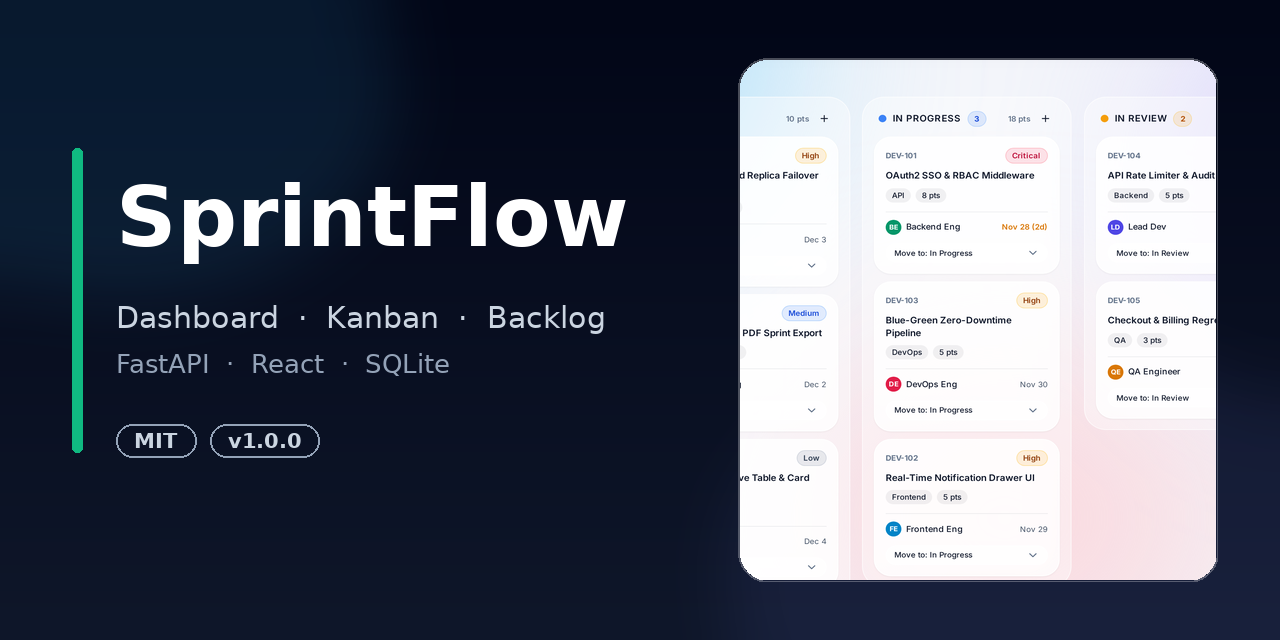 SprintFlow
Dashboard · Kanban · Backlog
FastAPI · React · SQLite
MIT
v1.0.0
10 pts +
High
Replica Failover
Dec 3
Medium
PDF Sprint Export
Dec 2
Low
Table & Card
Dec 4
IN PROGRESS 3 18 pts +
DEV-101 Critical
OAuth2 SSO & RBAC Middleware
API 8 pts
BE Backend Eng Nov 28 (2d)
Move to: In Progress
DEV-103 High
Blue-Green Zero-Downtime
Pipeline
DevOps 5 pts
DE DevOps Eng Nov 30
Move to: In Progress
DEV-102 High
Real-Time Notification Drawer UI
Frontend 5 pts
FE Frontend Eng Nov 29
Move to: In Progress
IN REVIEW 2
DEV-104
API Rate Limiter & Audit
Backend 5 pts
LD Lead Dev
Move to: In Review
DEV-105
Checkout & Billing
QA 3 pts
QE QA Engineer
Move to: In Review